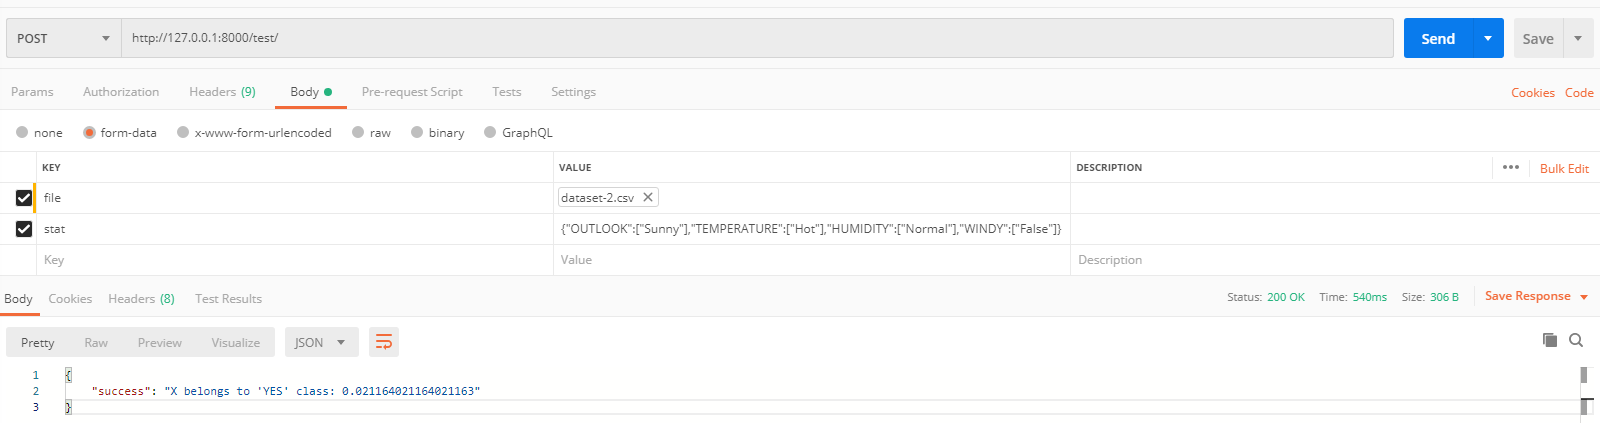 POST http://127.0.0.1:8000/test/ Send Save
Params Authorization Headers (9) Body Pre-request Script Tests Settings Cookies Code
none form-data x-www-form-urlencoded raw binary GraphQL
KEY VALUE DESCRIPTION ••• Bulk Edit
file dataset-2.csv
stat {"OUTLOOK":["Sunny"],"TEMPERATURE":["Hot"],"HUMIDITY":["Normal"],"WINDY":["False"]}
Key Value Description
Body Cookies Headers (8) Test Results Status: 200 OK Time: 540ms Size: 306 B Save Response
Pretty Raw Preview Visualize JSON
1 {
2 "success": "X belongs to 'YES' class: 0.021164021164021163"
3 }